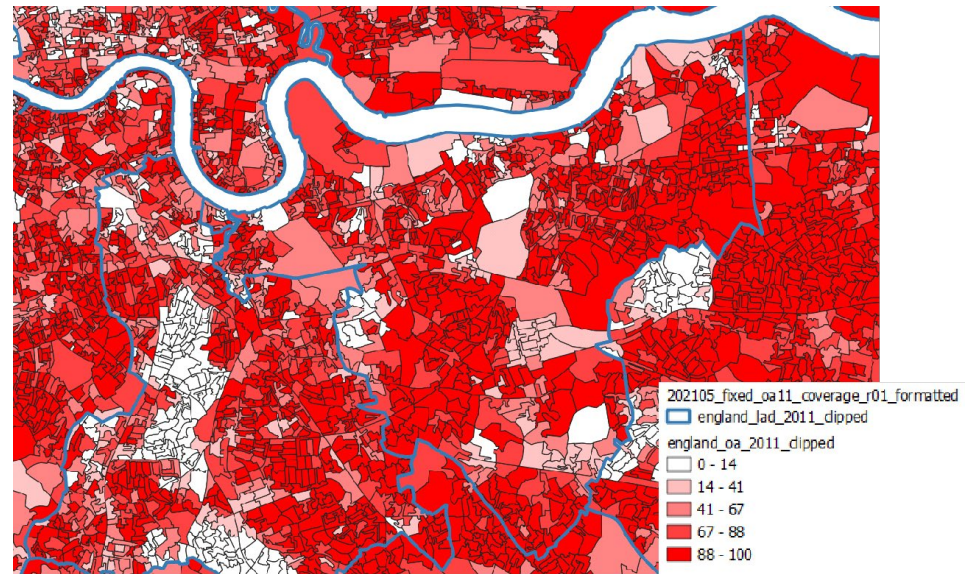 202105_fixed_oa11_coverage_r01_formatted
england_lad_2011_clipped
england_oa_2011_clipped
0 - 14
14 - 41
41 - 67
67 - 88
88 - 100